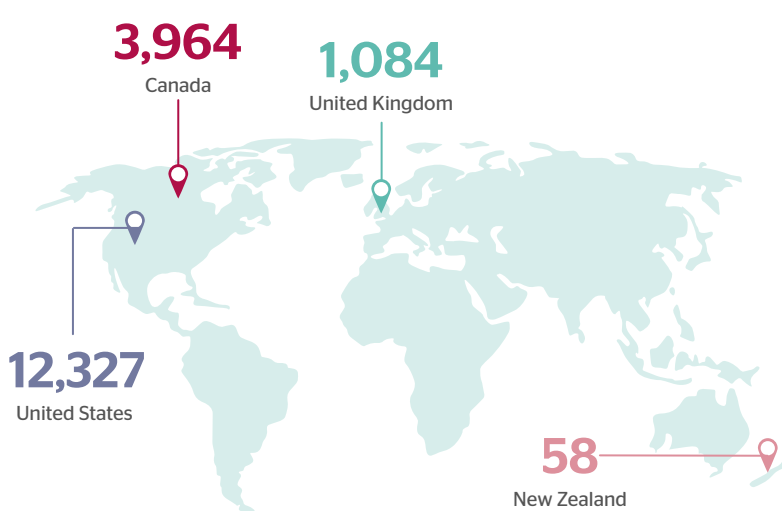 3,964
Canada
1,084
United Kingdom
12,327
United States
58
New Zealand